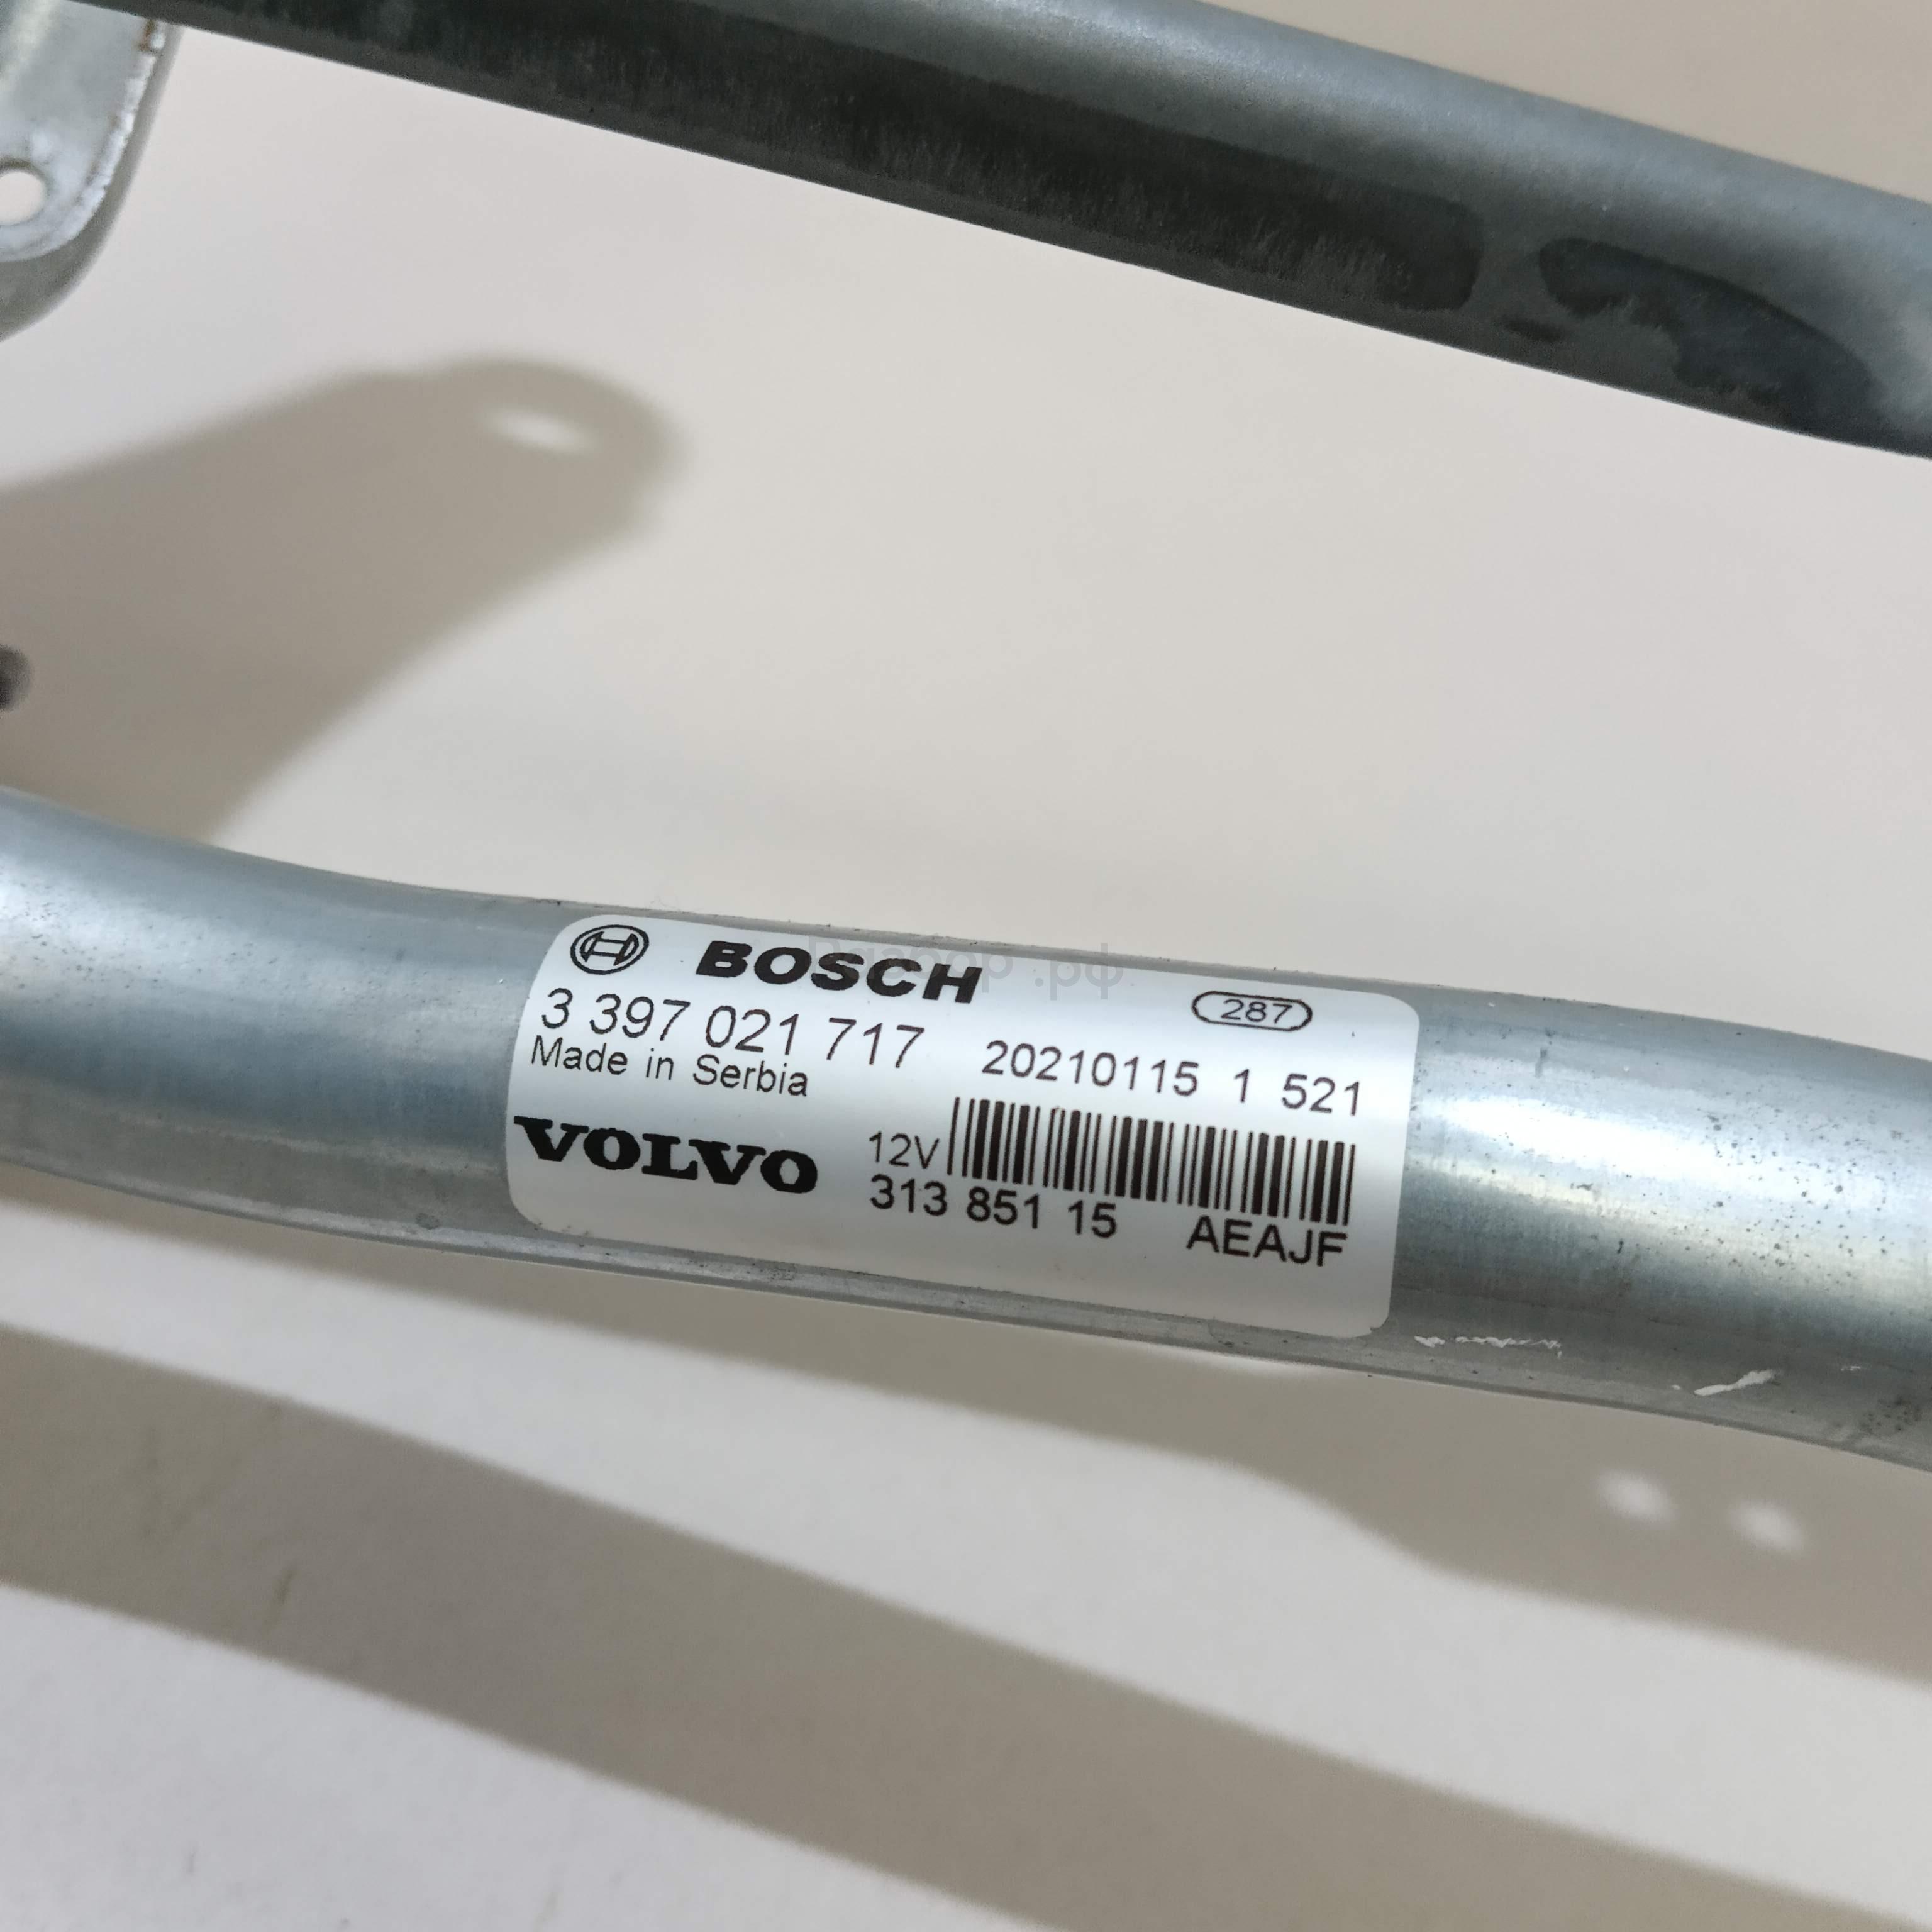 BOSCH
287
3 397 021 717
20210115 1 521
Made in Serbia
VOLVO
12V
313 851 15 AEAJF